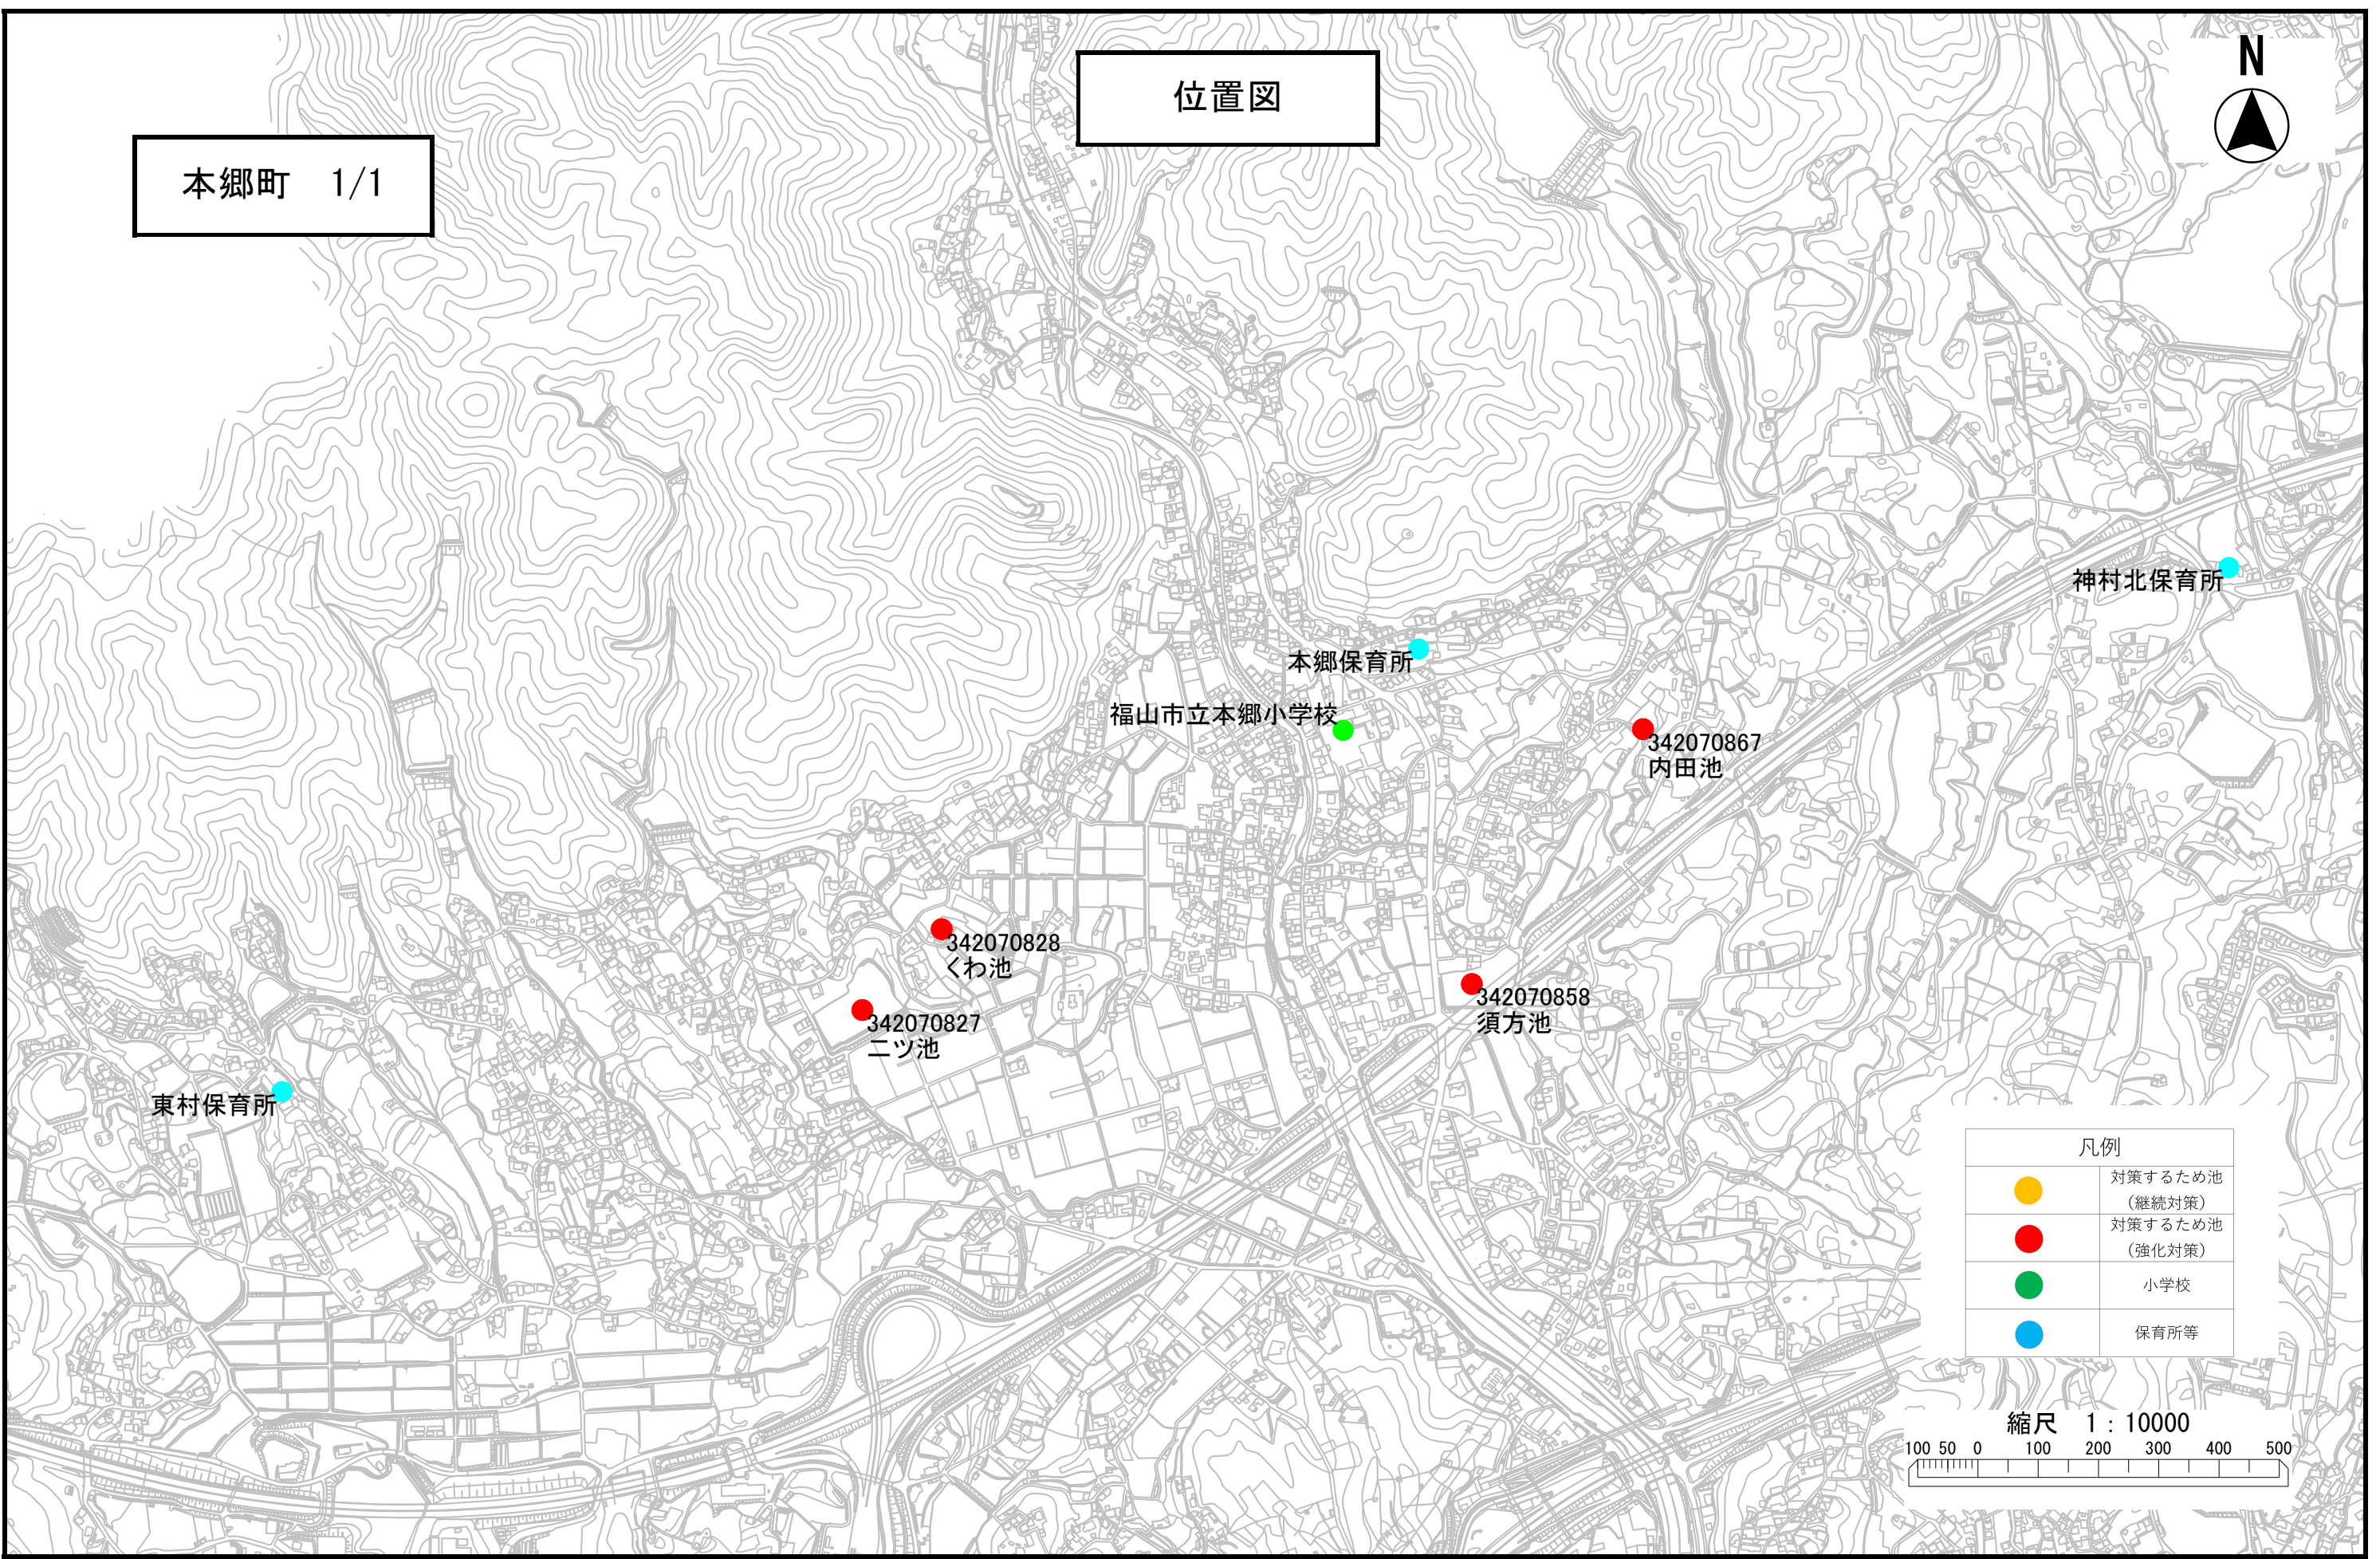 位置図
N
本郷町 1/1
神村北保育所
本郷保育所
福山市立本郷小学校
342070867
内田池
342070828
くわ池
342070858
須方池
342070827
二ツ池
東村保育所
凡例
対策するため池
（継続対策）
対策するため池
（強化対策）
小学校
保育所等
縮尺 1：10000
100 50 0 100 200 300 400 500